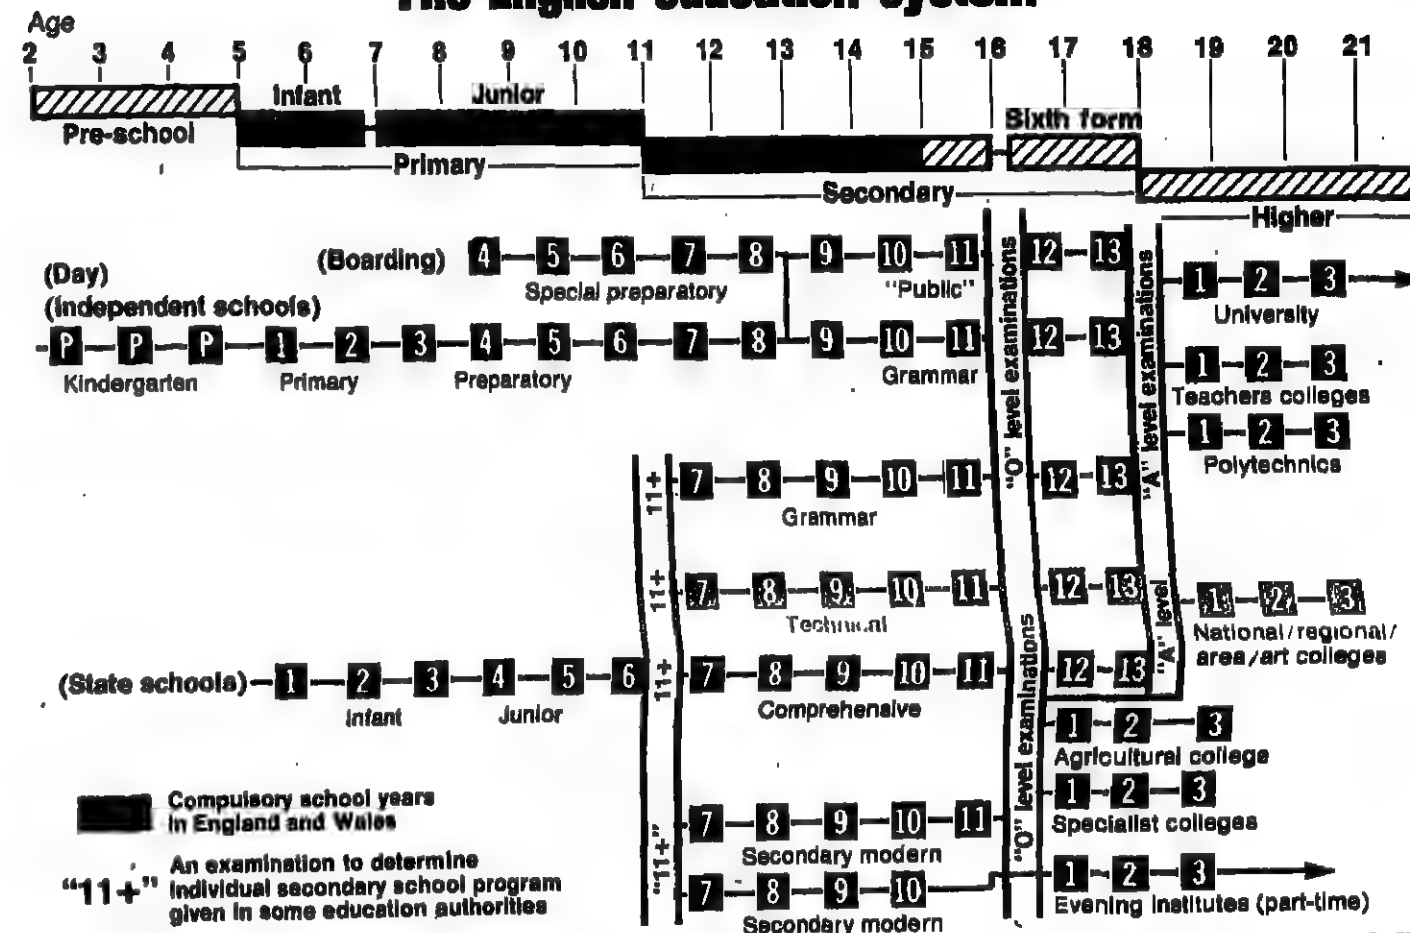 The English education system
Age
2 3 4 5 6 7 8 9 10 11 12 13 14 15 16 17 18 19 20 21
Infant Junior Sixth form
Pre-school
Primary
Secondary
Higher
(Boarding) 4 5 6 7 8 9 10 11 12 13
Special preparatory "Public"
(Day)
(Independent schools)
P P P 1 2 3 4 5 6 7 8 9 10 11 12 13
Kindergarten Primary Preparatory Grammar
"O" level examinations
"A" level examinations
1 2 3
University
1 2 3
Teachers colleges
1 2 3
Polytechnics
11+ 7 8 9 10 11 12 13
Grammar
11+ 7 8 9 10 11 12 13
Technical
"A" level
1 2 3
National/regional/
area/art colleges
(State schools) 1 2 3 4 5 6 11+ 7 8 9 10 11 12 13
Infant Junior Comprehensive
"O" level examinations
1 2 3
Agricultural college
"11+" 7 8 9 10 11
Secondary modern
1 2 3
Specialist colleges
7 8 9 10
Secondary modern
1 2 3
Evening institutes (part-time)
Compulsory school years
in England and Wales
"11+" An examination to determine
individual secondary school program
given in some education authorities